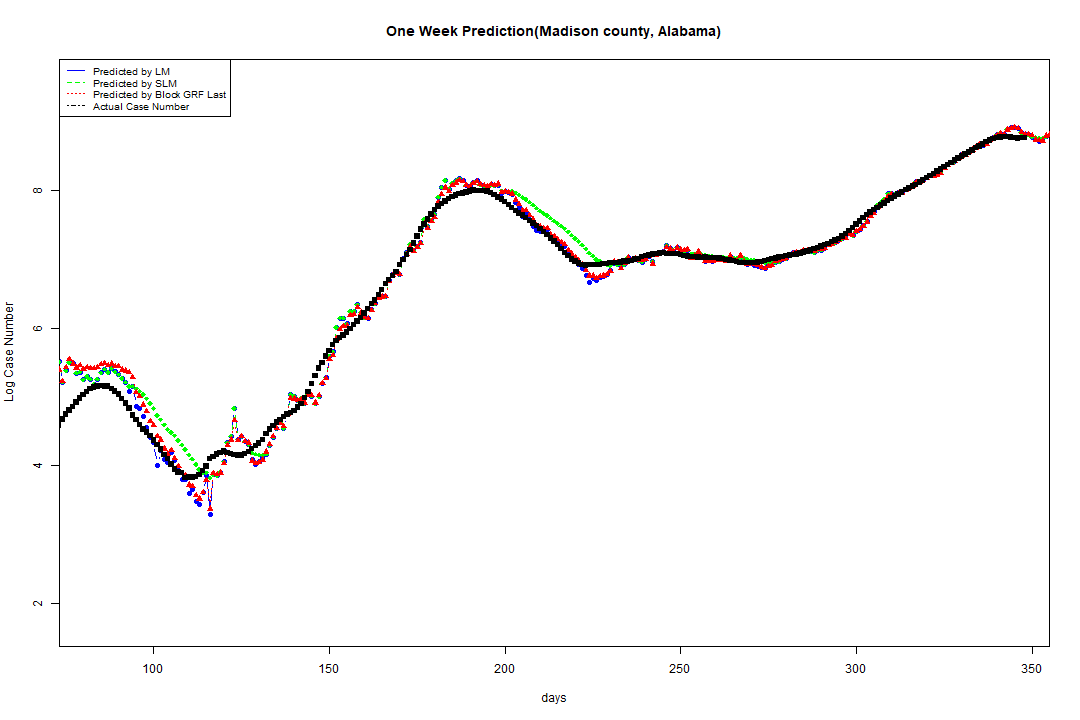 One Week Prediction(Madison county, Alabama)
Predicted by LM
Predicted by SLM
Predicted by Block GRF Last
Actual Case Number
Log Case Number
8
6
4
2
100 150 200 250 300 350
days